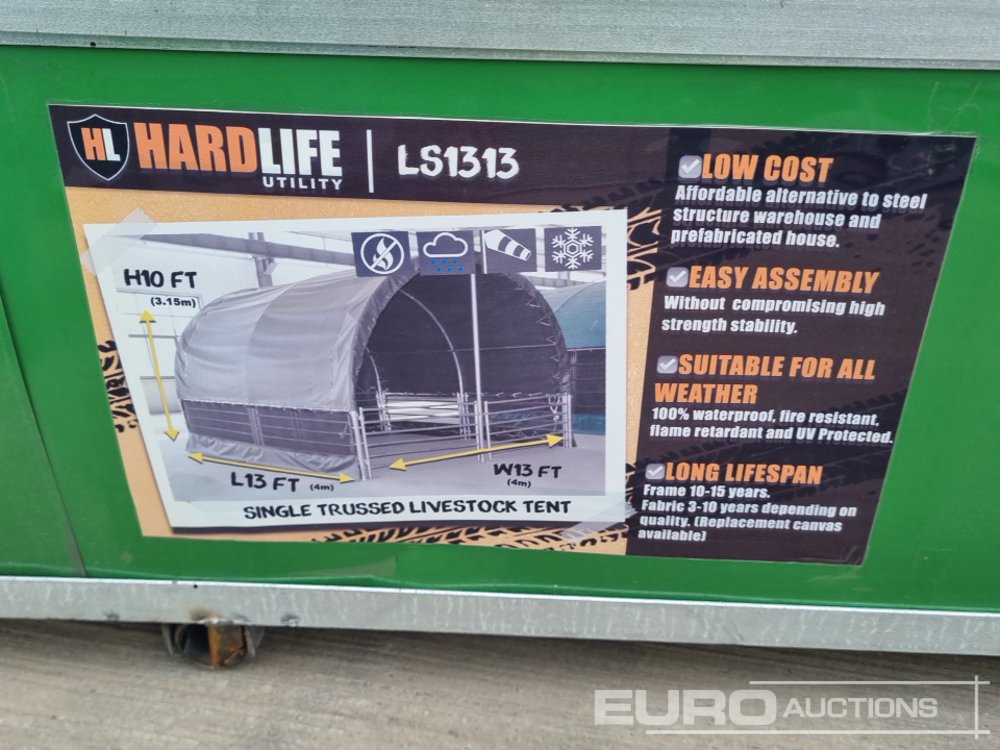 HL HARDLIFE
UTILITY
LS1313
H10 FT
(3.15m)
L13 FT (4m)
W13 FT
(4m)
SINGLE TRUSSED LIVESTOCK TENT
LOW COST
Affordable alternative to steel
structure warehouse and
prefabricated house.
EASY ASSEMBLY
Without compromising high
strength stability.
SUITABLE FOR ALL
WEATHER
100% waterproof, fire resistant,
flame retardant and UV Protected.
LONG LIFESPAN
Frame 10-15 years.
Fabric 3-10 years depending on
quality. (Replacement canvas
available)
EURO AUCTIONS